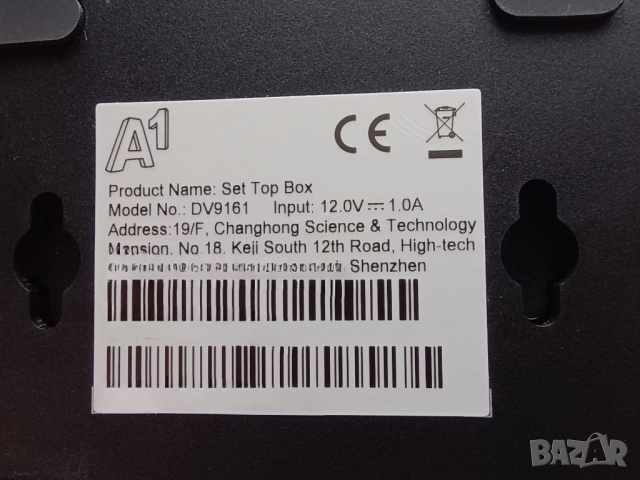 A1
CE
Product Name: Set Top Box
Model No.: DV9161 Input: 12.0V⎓1.0A
Address:19/F, Changhong Science & Technology
Mansion. No.18. Keji South 12th Road, High-tech
Shenzhen
BAZAR